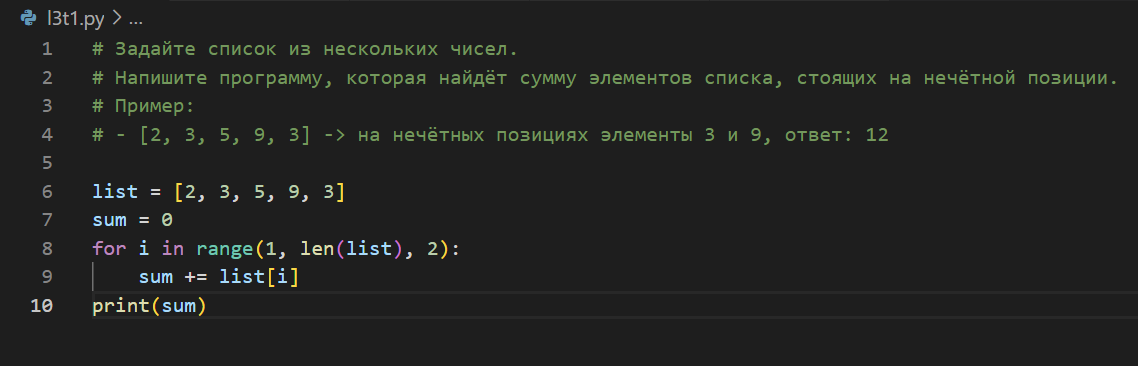 l3t1.py > ...
1 # Задайте список из нескольких чисел.
2 # Напишите программу, которая найдёт сумму элементов списка, стоящих на нечётной позиции.
3 # Пример:
4 # - [2, 3, 5, 9, 3] -> на нечётных позициях элементы 3 и 9, ответ: 12
5
6 list = [2, 3, 5, 9, 3]
7 sum = 0
8 for i in range(1, len(list), 2):
9     sum += list[i]
10 print(sum)